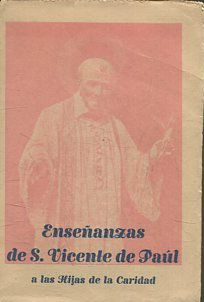 Enseñanzas
de S. Vicente de Paúl
a las Hijas de la Caridad